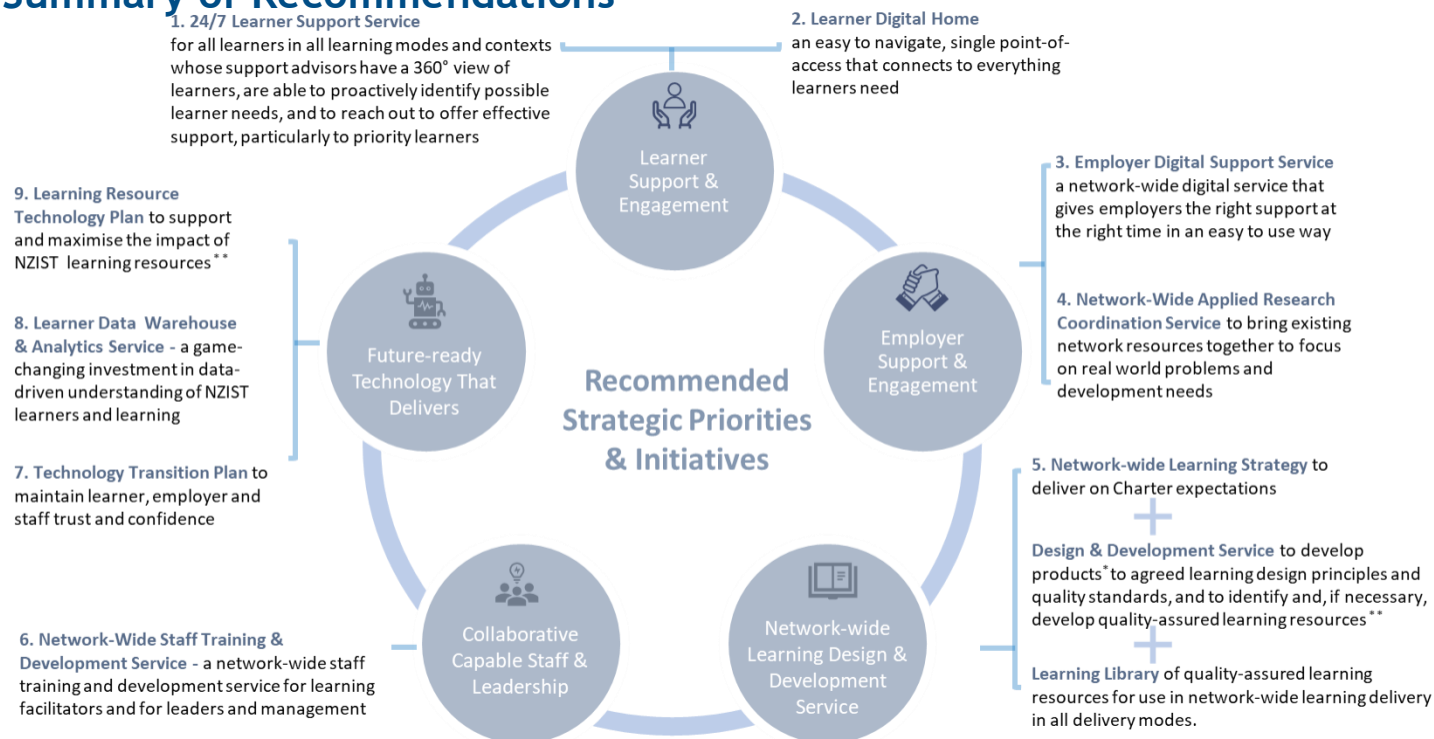 Summary of Recommendations
1. 24/7 Learner Support Service
for all learners in all learning modes and contexts
whose support advisors have a 360° view of
learners, are able to proactively identify possible
learner needs, and to reach out to offer effective
support, particularly to priority learners
2. Learner Digital Home
an easy to navigate, single point-of-
access that connects to everything
learners need
Learner
Support &
Engagement
3. Employer Digital Support Service
a network-wide digital service that
gives employers the right support at
the right time in an easy to use way
4. Network-Wide Applied Research
Coordination Service to bring existing
network resources together to focus
on real world problems and
development needs
Employer
Support &
Engagement
9. Learning Resource
Technology Plan to support
and maximise the impact of
NZIST learning resources**
8. Learner Data Warehouse
& Analytics Service - a game-
changing investment in data-
driven understanding of NZIST
learners and learning
7. Technology Transition Plan to
maintain learner, employer and
staff trust and confidence
Future-ready
Technology That
Delivers
Recommended
Strategic Priorities
& Initiatives
5. Network-wide Learning Strategy to
deliver on Charter expectations
+
Design & Development Service to develop
products* to agreed learning design principles and
quality standards, and to identify and, if necessary,
develop quality-assured learning resources**
+
Learning Library of quality-assured learning
resources for use in network-wide learning delivery
in all delivery modes.
Network-wide
Learning Design &
Development
Service
6. Network-Wide Staff Training &
Development Service - a network-wide staff
training and development service for learning
facilitators and for leaders and management
Collaborative
Capable Staff &
Leadership